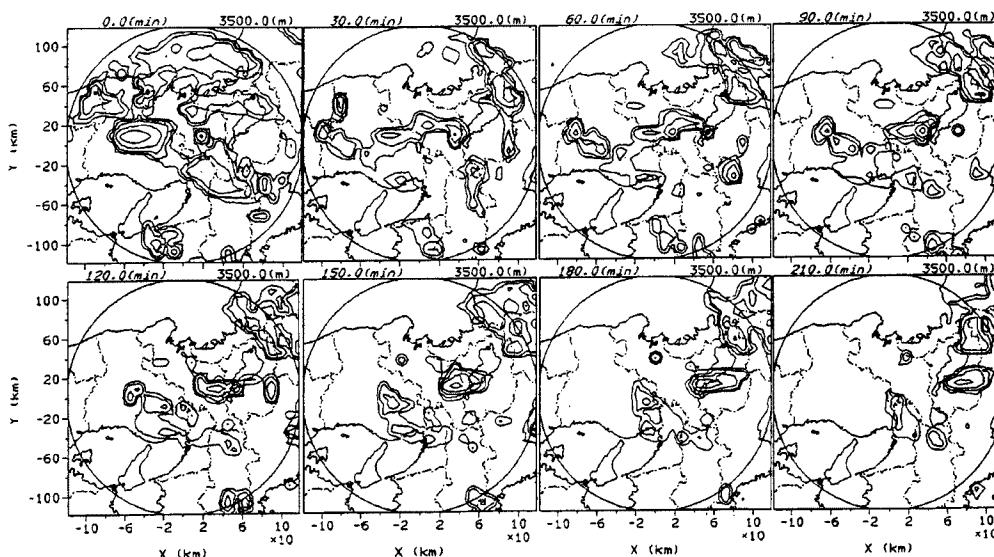 0.0(min) 3500.0(m) 30.0(min) 3500.0(m) 60.0(min) 3500.0(m) 90.0(min) 3500.0(m)
100
60
20
-20
-60
-100
Y (km)
120.0(min) 3500.0(m) 150.0(min) 3500.0(m) 180.0(min) 3500.0(m) 210.0(min) 3500.0(m)
100
60
20
-20
-60
-100
Y (km)
-10 -6 -2 2 6 10 -10 -6 -2 2 6 10 -10 -6 -2 2 6 10 -10 -6 -2 2 6 10
×10 ×10 ×10 ×10
X (km) X (km) X (km) X (km)